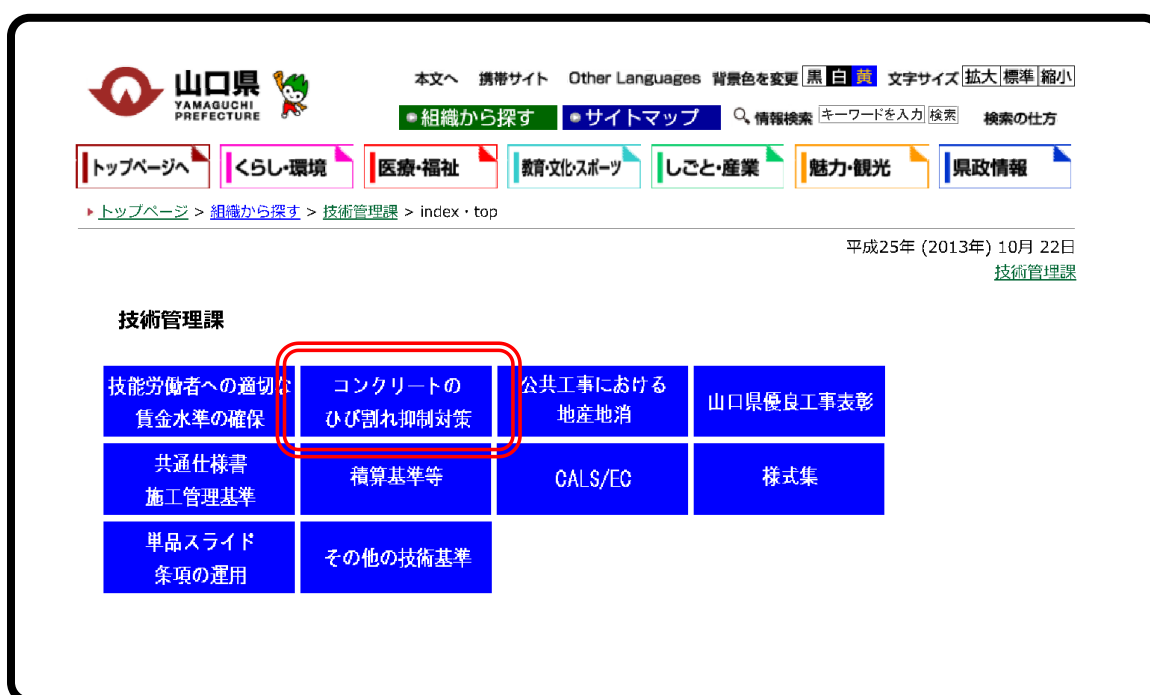 山口県
YAMAGUCHI
PREFECTURE
本文へ 携帯サイト Other Languages 背景色を変更 黒 白 黄 文字サイズ 拡大 標準 縮小
組織から探す サイトマップ 情報検索 キーワードを入力 検索 検索の仕方
トップページへ くらし・環境 医療・福祉 教育・文化・スポーツ しごと・産業 魅力・観光 県政情報
トップページ > 組織から探す > 技術管理課 > index・top
平成25年 (2013年) 10月 22日
技術管理課
技術管理課
技能労働者への適切な
賃金水準の確保
コンクリートの
ひび割れ抑制対策
公共工事における
地産地消
山口県優良工事表彰
共通仕様書
施工管理基準
積算基準等
CALS/EC
様式集
単品スライド
条項の運用
その他の技術基準